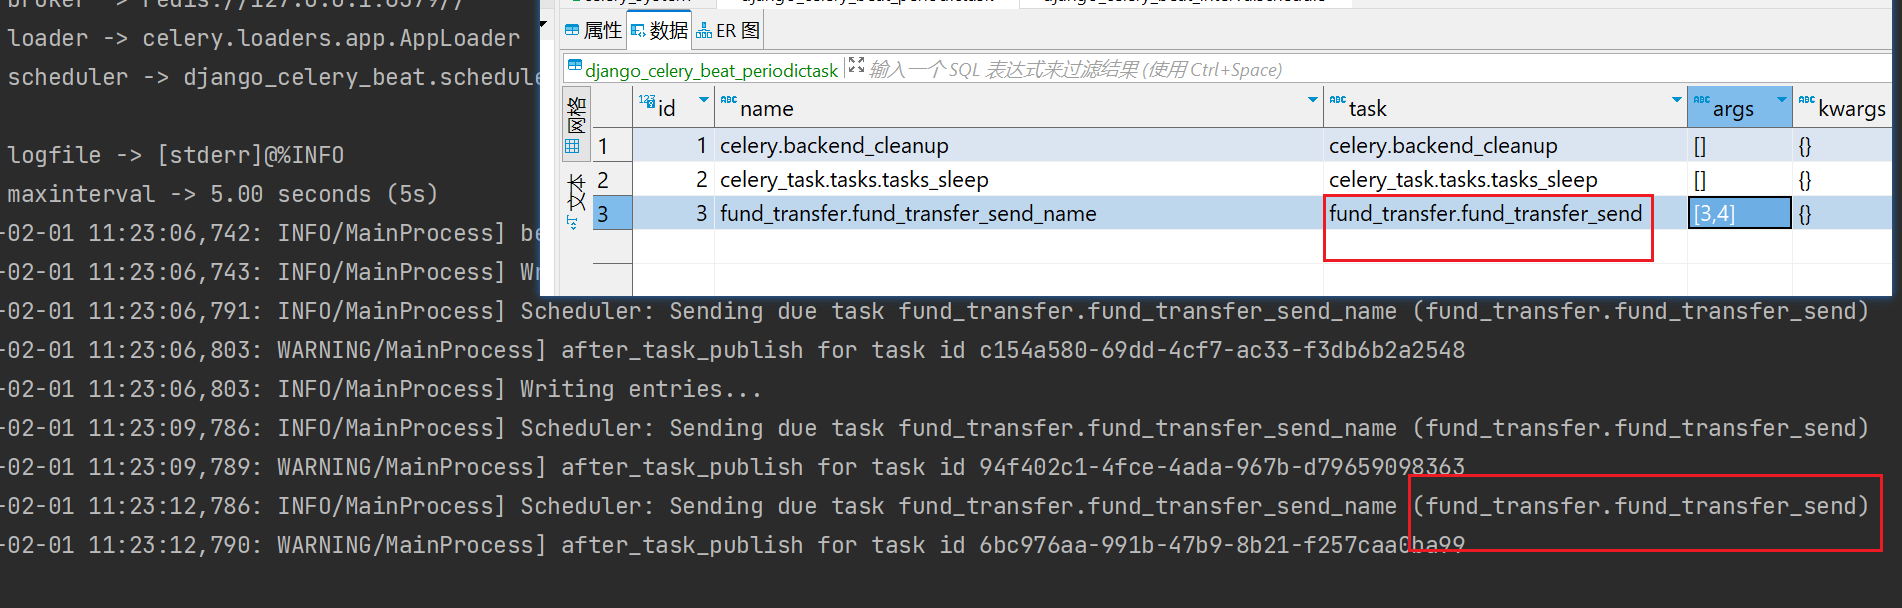 broker -> redis://127.0.0.1:6379//
loader -> celery.loaders.app.AppLoader
scheduler -> django_celery_beat.schedule
logfile -> [stderr]@%INFO
maxinterval -> 5.00 seconds (5s)
-02-01 11:23:06,742: INFO/MainProcess] be
-02-01 11:23:06,743: INFO/MainProcess] Wr
celery_system django_celery_beat_periodictask django_celery_beat_intervalschedule
属性 数据 ER 图
django_celery_beat_periodictask 输入一个 SQL 表达式来过滤结果 (使用 Ctrl+Space)
网格
文本
123 id ABC name ABC task ABC args ABC kwargs
1 1 celery.backend_cleanup celery.backend_cleanup [] {}
2 2 celery_task.tasks.tasks_sleep celery_task.tasks.tasks_sleep [] {}
3 3 fund_transfer.fund_transfer_send_name fund_transfer.fund_transfer_send [3,4] {}
-02-01 11:23:06,791: INFO/MainProcess] Scheduler: Sending due task fund_transfer.fund_transfer_send_name (fund_transfer.fund_transfer_send)
-02-01 11:23:06,803: WARNING/MainProcess] after_task_publish for task id c154a580-69dd-4cf7-ac33-f3db6b2a2548
-02-01 11:23:06,803: INFO/MainProcess] Writing entries...
-02-01 11:23:09,786: INFO/MainProcess] Scheduler: Sending due task fund_transfer.fund_transfer_send_name (fund_transfer.fund_transfer_send)
-02-01 11:23:09,789: WARNING/MainProcess] after_task_publish for task id 94f402c1-4fce-4ada-967b-d79659098363
-02-01 11:23:12,786: INFO/MainProcess] Scheduler: Sending due task fund_transfer.fund_transfer_send_name (fund_transfer.fund_transfer_send)
-02-01 11:23:12,790: WARNING/MainProcess] after_task_publish for task id 6bc976aa-991b-47b9-8b21-f257caa0ba99